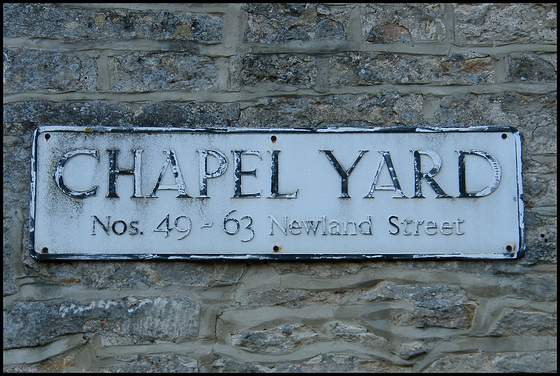 CHAPEL YARD
Nos. 49 - 63 Newland Street